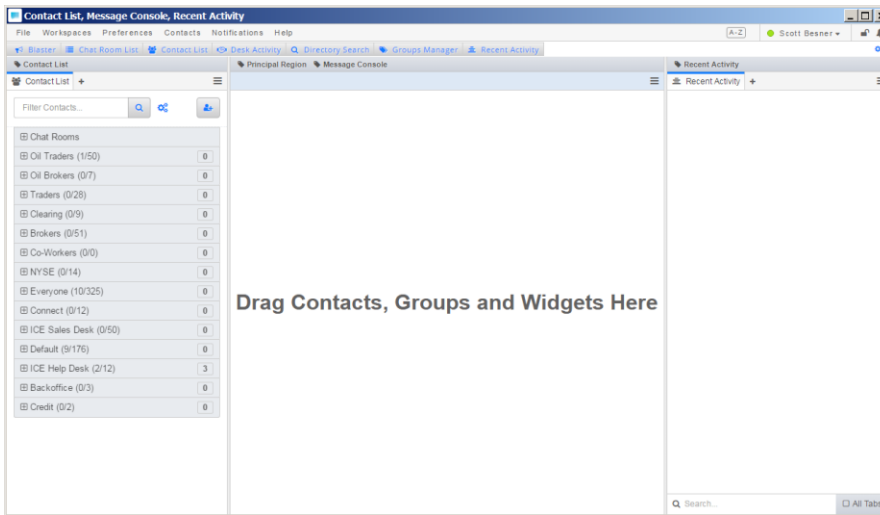 Contact List, Message Console, Recent Activity
File Workspaces Preferences Contacts Notifications Help A-Z Scott Besner
Blaster Chat Room List Contact List Desk Activity Directory Search Groups Manager Recent Activity
Contact List Principal Region Message Console Recent Activity
Contact List + Recent Activity +
Filter Contacts...
Chat Rooms
Oil Traders (1/50) 0
Oil Brokers (0/7) 0
Traders (0/28) 0
Clearing (0/9) 0
Brokers (0/51) 0
Co-Workers (0/0) 0
NYSE (0/14) 0
Everyone (10/325) 0
Drag Contacts, Groups and Widgets Here
Connect (0/12) 0
ICE Sales Desk (0/50) 0
Default (9/176) 0
ICE Help Desk (2/12) 3
Backoffice (0/3) 0
Credit (0/2) 0
Search... All Tabs